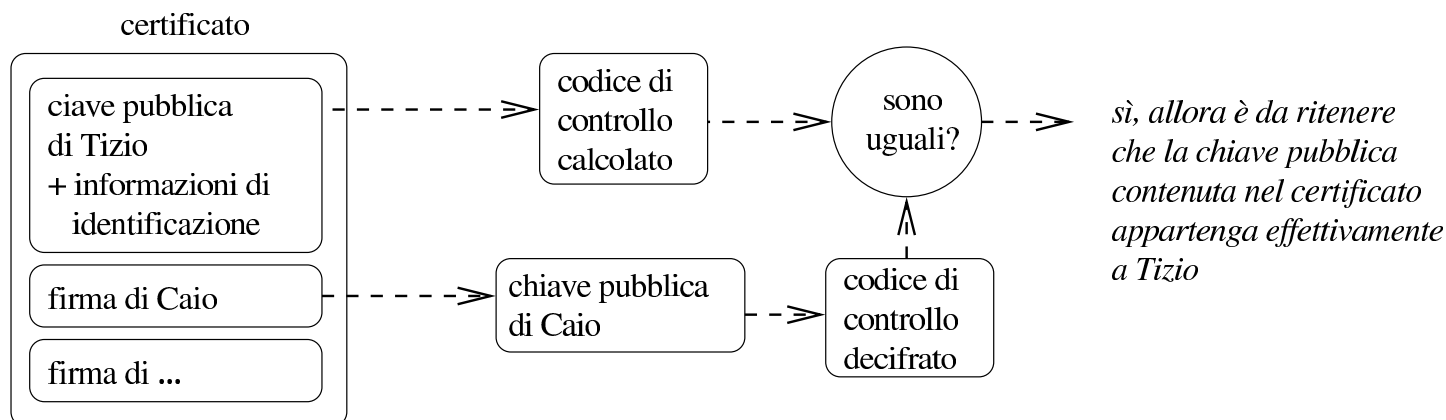 certificato
ciave pubblica
di Tizio
+ informazioni di
identificazione
firma di Caio
firma di ...
codice di
controllo
calcolato
chiave pubblica
di Caio
sono
uguali?
codice di
controllo
decifrato
sì, allora è da ritenere
che la chiave pubblica
contenuta nel certificato
appartenga effettivamente
a Tizio